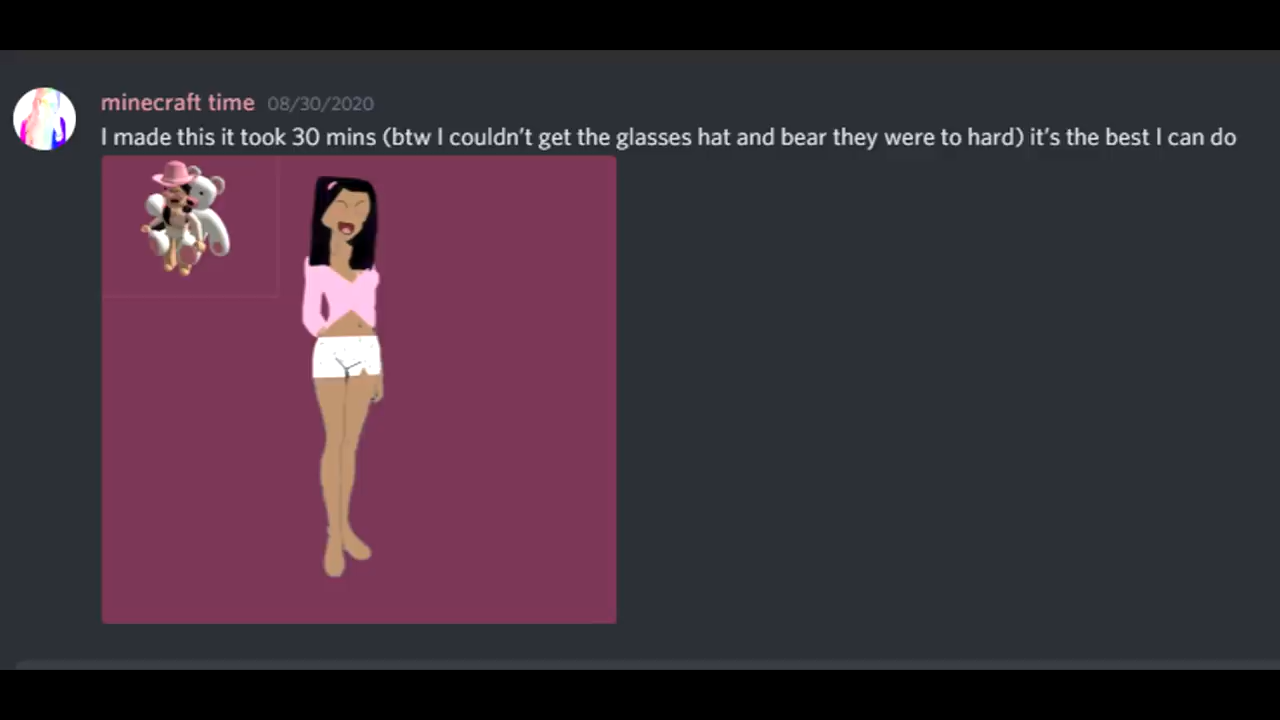 minecraft time 08/30/2020
I made this it took 30 mins (btw I couldn't get the glasses hat and bear they were to hard) it's the best I can do